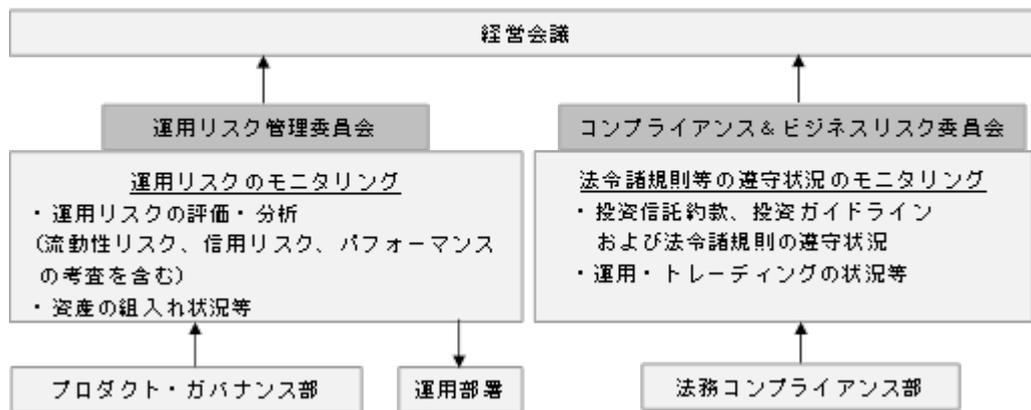 経営会議
運用リスク管理委員会
運用リスクのモニタリング
・運用リスクの評価・分析
(流動性リスク、信用リスク、パフォーマンス
の考査を含む)
・資産の組入れ状況等
コンプライアンス＆ビジネスリスク委員会
法令諸規則等の遵守状況のモニタリング
・投資信託約款、投資ガイドライン
および法令諸規則の遵守状況
・運用・トレーディングの状況等
プロダクト・ガバナンス部
運用部署
法務コンプライアンス部